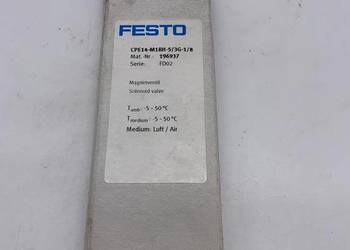 FESTO
CPE14-M1BH-5/3G-1/8
Mat.-Nr.: 196937
Serie: FD02
Magnetventil
Solenoid valve
Tamb: -5 - 50 °C
Tmedium: -5 - 50 °C
Medium: Luft / Air